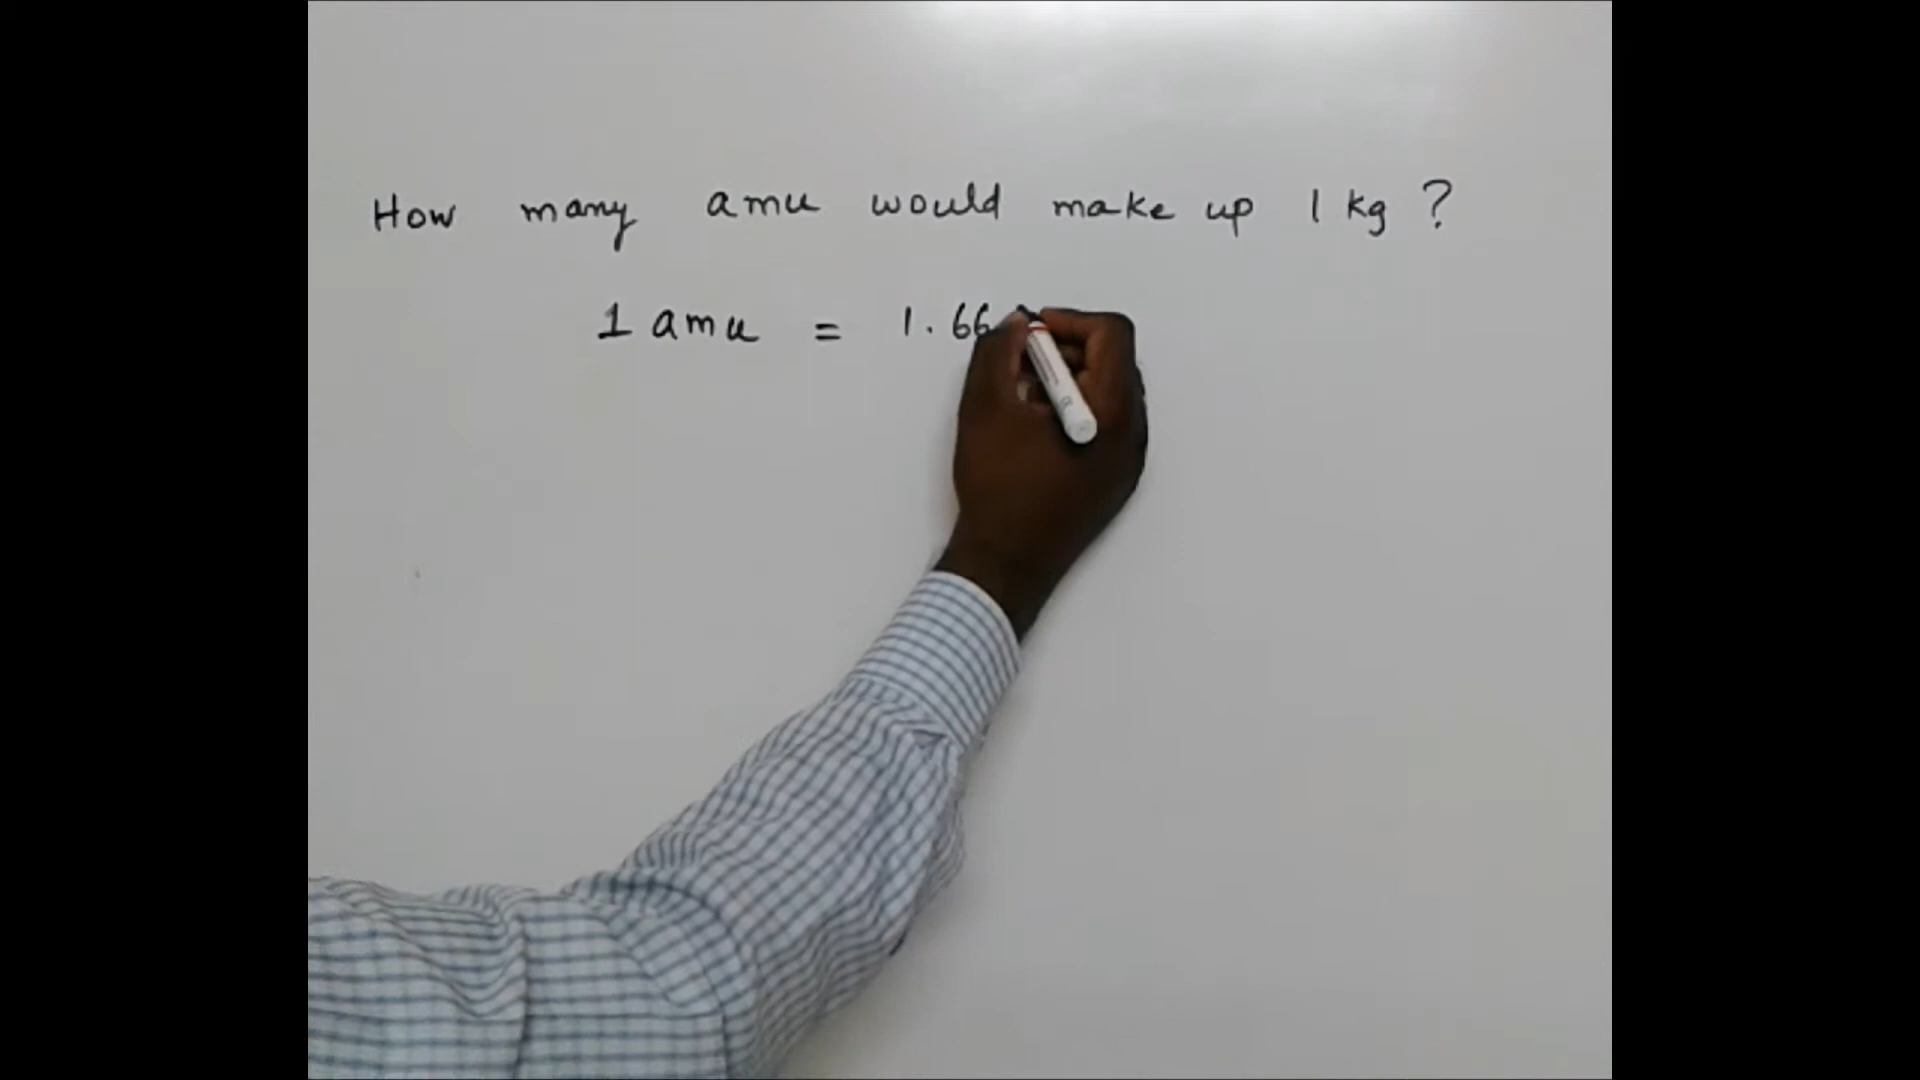 How many amu would make up 1 kg ?
1 amu = 1.66